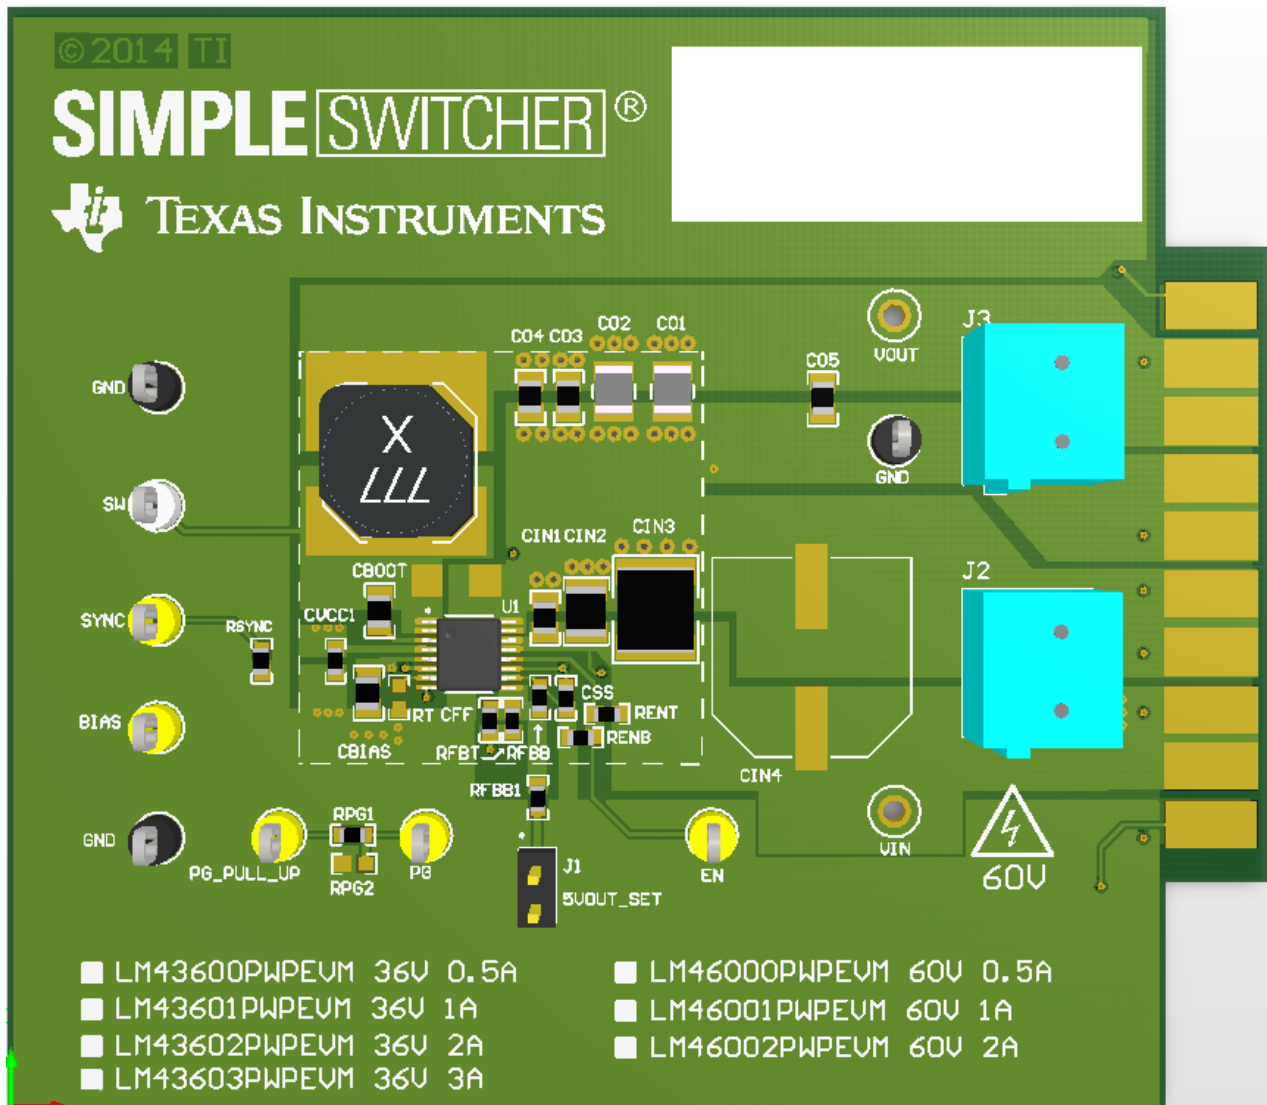 © 2014 TI
SIMPLE SWITCHER ®
TEXAS INSTRUMENTS
J3
CO4 CO3 CO2 CO1
VOUT
CO5
GND
X
777
GND
SW
CIN1 CIN2 CIN3
J2
CBOOT
U1
SYNC
RSYNC
CVCC1
CSS
BIAS
RT CFF
RENT
RENB
CBIAS
RFBT RFBB
CIN4
RFBB1
RPG1
GND
VIN
PG_PULL_UP
PG
EN
J1
60V
RPG2
5VOUT_SET
LM43600PWPEVM 36V 0.5A
LM43601PWPEVM 36V 1A
LM43602PWPEVM 36V 2A
LM43603PWPEVM 36V 3A
LM46000PWPEVM 60V 0.5A
LM46001PWPEVM 60V 1A
LM46002PWPEVM 60V 2A